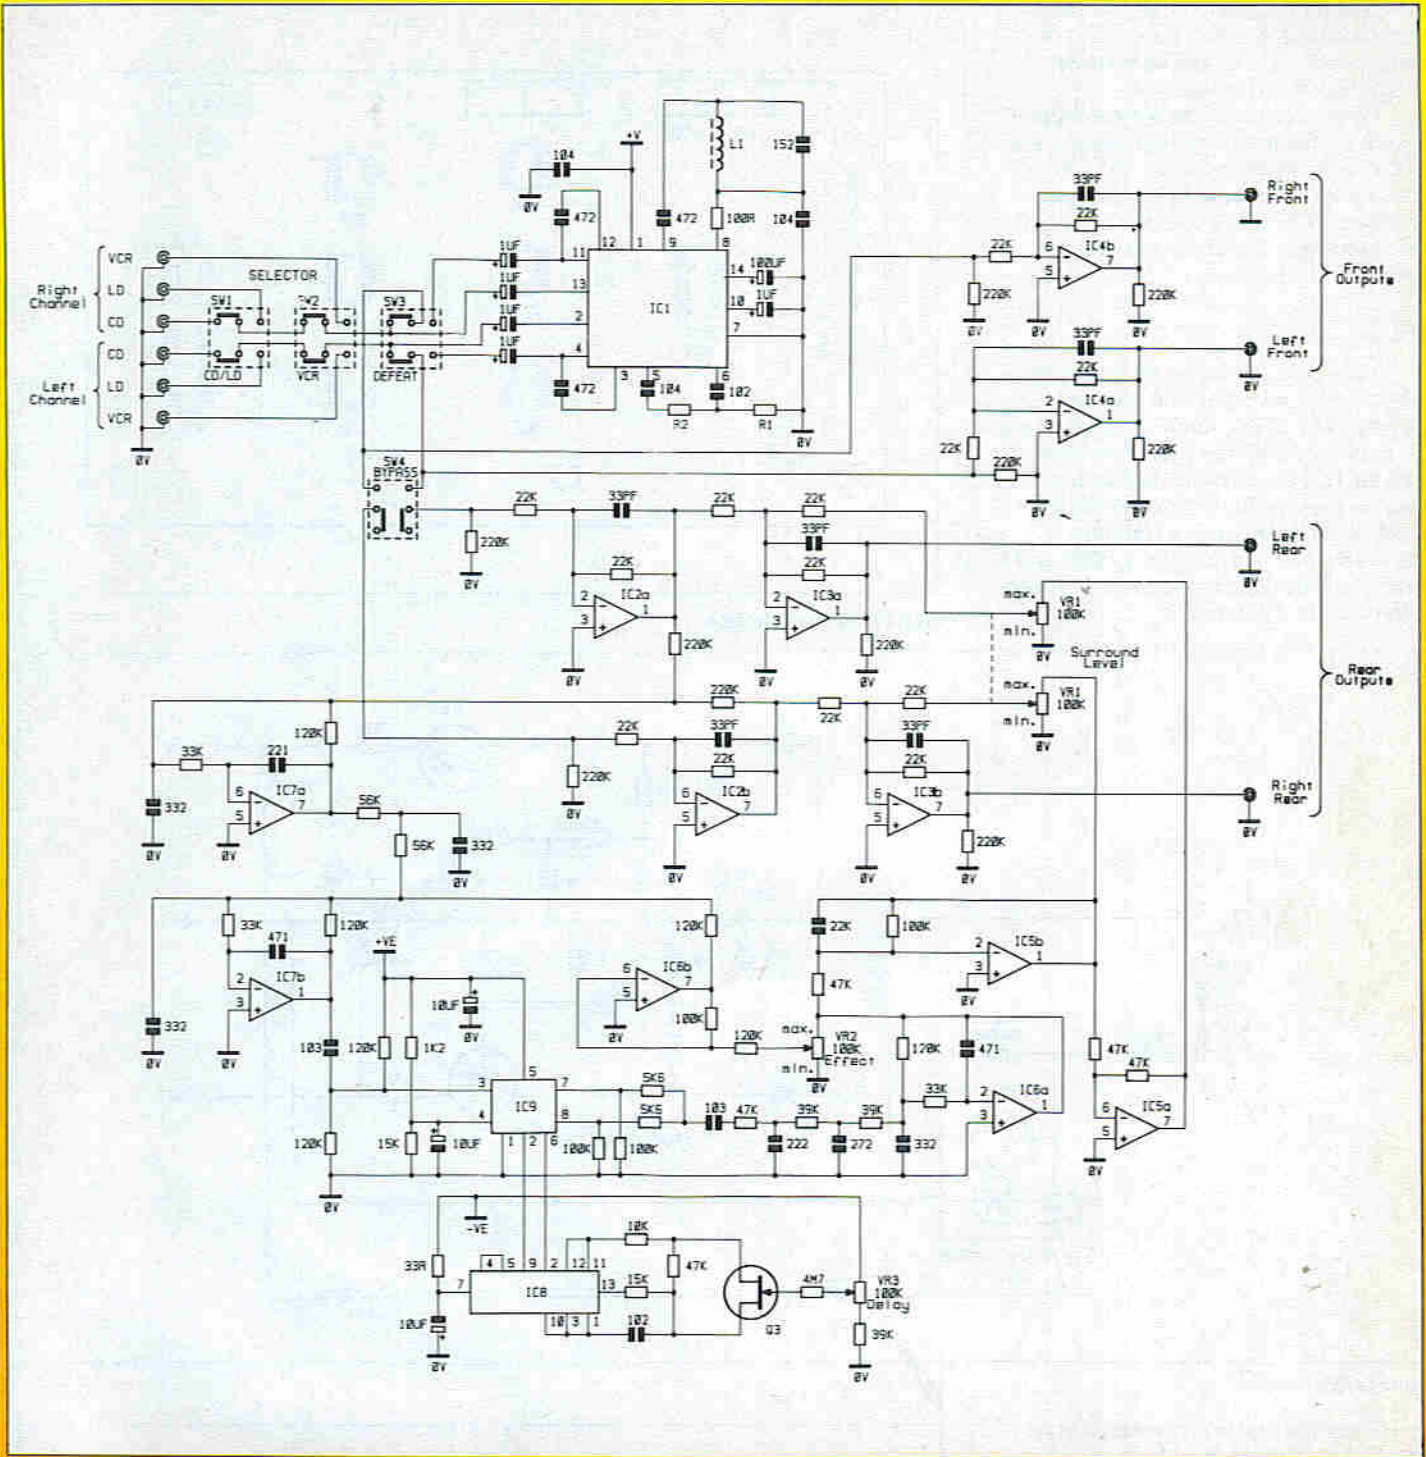 +V
L1
152
104
0V
472
472
100R
104
33PF
Right
Front
22K
12 1 9 8
1UF
11
14
100UF
22K
6
IC4b
7
5
Front
Outputs
VCR
SELECTOR
Right
Channel
LD
1UF
13
IC1
10
1UF
220K
220K
SW1
SW2
SW3
CD
1UF
2
7
0V
0V
0V
33PF
Left
Front
CD
1UF
4
3 5 6
22K
0V
Left
Channel
LD
CD/LD
VCR
DEFEAT
472
104
102
2
IC4a
1
3
VCR
R2
R1
0V
22K
220K
220K
0V
SW4
BYPASS
0V
0V
22K
33PF
22K
22K
220K
33PF
Left
Rear
0V
22K
22K
0V
2
IC2a
1
3
2
IC3a
1
3
max.
VR1
100K
min.
220K
220K
0V
0V
0V
0V
Surround
Level
220K
22K
max.
VR1
100K
min.
Rear
Outputs
120K
22K
33PF
22K
33PF
0V
33K
221
220K
22K
22K
0V
6
IC7a
7
5
6
IC2b
7
5
6
IC3b
7
5
Right
Rear
332
56K
0V
0V
0V
56K
332
220K
0V
0V
0V
0V
33K
120K
120K
22K
100K
+VE
471
2
IC5b
1
3
2
IC7b
1
3
6
IC6b
7
5
47K
10UF
0V
332
0V
0V
0V
100K
max.
VR2
100K
Effect
min.
103
120K
1K2
120K
120K
471
47K
47K
5
0V
3
IC9
7
5K6
33K
2
IC6a
1
3
4
8
5K6
103
47K
39K
39K
6
IC5a
7
5
120K
15K
10UF
1 2 6
100K
100K
222
272
332
0V
0V
-VE
10K
33R
4 5 9 2 12 11
47K
7
IC8
13
15K
4M7
VR3
100K
Delay
10UF
10 3 1
102
Q3
39K
0V
0V